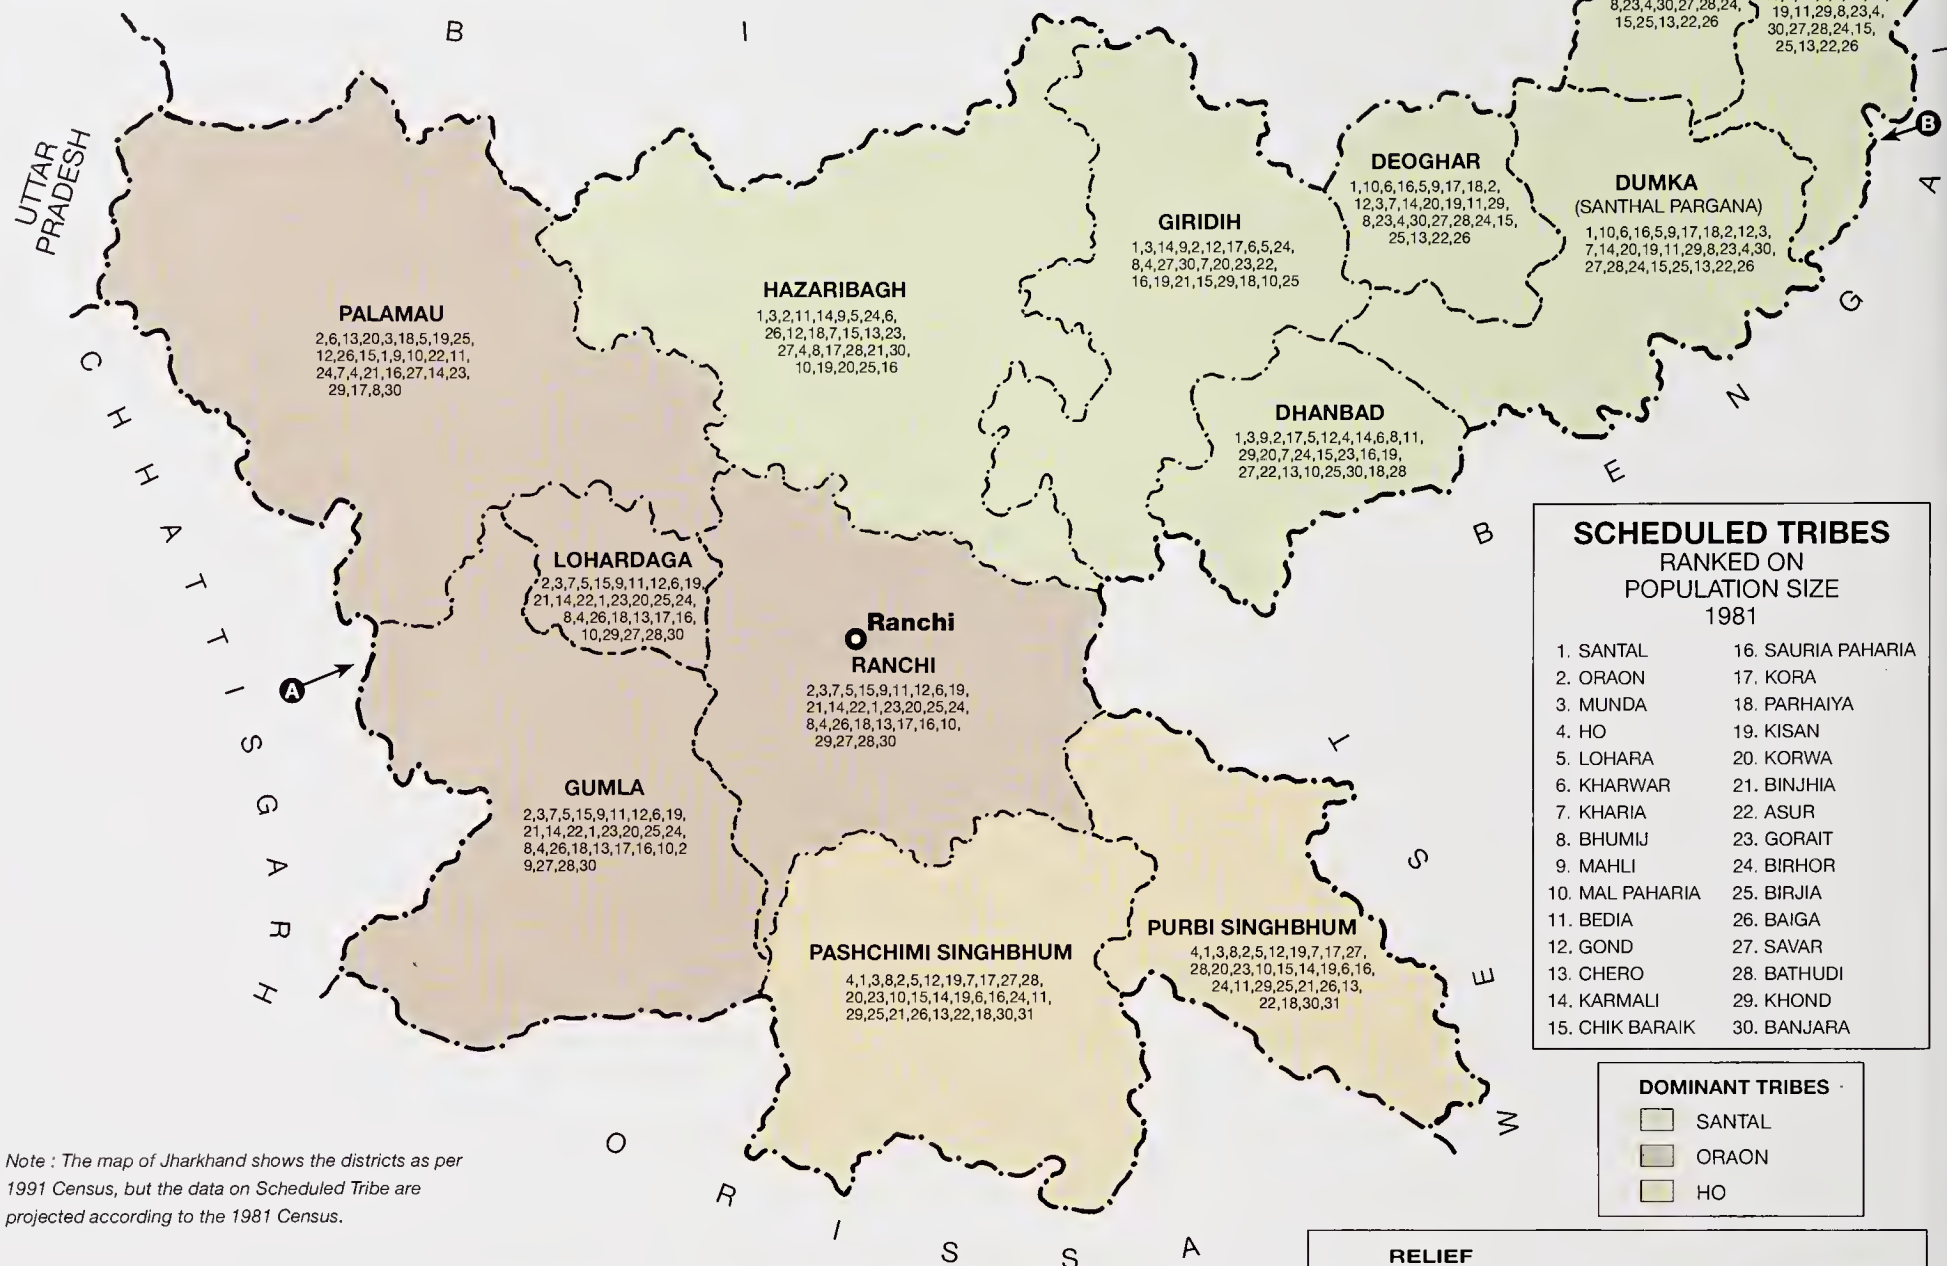 B I
8,23,4,30,27,28,24,
15,25,13,22,26
19,11,29,8,23,4,
30,27,28,24,15,
25,13,22,26
UTTAR
PRADESH
B
DEOGHAR
1,10,6,16,5,9,17,18,2,
12,3,7,14,20,19,11,29,
8,23,4,30,27,28,24,15,
25,13,22,26
DUMKA
(SANTHAL PARGANA)
1,10,6,16,5,9,17,18,2,12,3,
7,14,20,19,11,29,8,23,4,30,
27,28,24,15,25,13,22,26
GIRIDIH
1,3,14,9,2,12,17,6,5,24,
8,4,27,30,7,20,23,22,
16,19,21,15,29,18,10,25
HAZARIBAGH
1,3,2,11,14,9,5,24,6,
26,12,18,7,15,13,23,
27,4,8,17,28,21,30,
10,19,20,25,16
PALAMAU
2,6,13,20,3,18,5,19,25,
12,26,15,1,9,10,22,11,
24,7,4,21,16,27,14,23,
29,17,8,30
DHANBAD
1,3,9,2,17,5,12,4,14,6,8,11,
29,20,7,24,15,23,16,19,
27,22,13,10,25,30,18,28
CHHATTISGARH
WEST BENGAL
LOHARDAGA
2,3,7,5,15,9,11,12,6,19,
21,14,22,1,23,20,25,24,
8,4,26,18,13,17,16,
10,29,27,28,30
A
Ranchi
RANCHI
2,3,7,5,15,9,11,12,6,19,
21,14,22,1,23,20,25,24,
8,4,26,18,13,17,16,10,
29,27,28,30
GUMLA
2,3,7,5,15,9,11,12,6,19,
21,14,22,1,23,20,25,24,
8,4,26,18,13,17,16,10,2
9,27,28,30
PASHCHIMI SINGHBHUM
4,1,3,8,2,5,12,19,7,17,27,28,
20,23,10,15,14,19,6,16,24,11,
29,25,21,26,13,22,18,30,31
PURBI SINGHBHUM
4,1,3,8,2,5,12,19,7,17,27,
28,20,23,10,15,14,19,6,16,
24,11,29,25,21,26,13,
22,18,30,31
ORISSA
SCHEDULED TRIBES
RANKED ON
POPULATION SIZE
1981
1. SANTAL
2. ORAON
3. MUNDA
4. HO
5. LOHARA
6. KHARWAR
7. KHARIA
8. BHUMIJ
9. MAHLI
10. MAL PAHARIA
11. BEDIA
12. GOND
13. CHERO
14. KARMALI
15. CHIK BARAIK
16. SAURIA PAHARIA
17. KORA
18. PARHAIYA
19. KISAN
20. KORWA
21. BINJHIA
22. ASUR
23. GORAIT
24. BIRHOR
25. BIRJIA
26. BAIGA
27. SAVAR
28. BATHUDI
29. KHOND
30. BANJARA
DOMINANT TRIBES
SANTAL
ORAON
HO
Note : The map of Jharkhand shows the districts as per
1991 Census, but the data on Scheduled Tribe are
projected according to the 1981 Census.
RELIEF